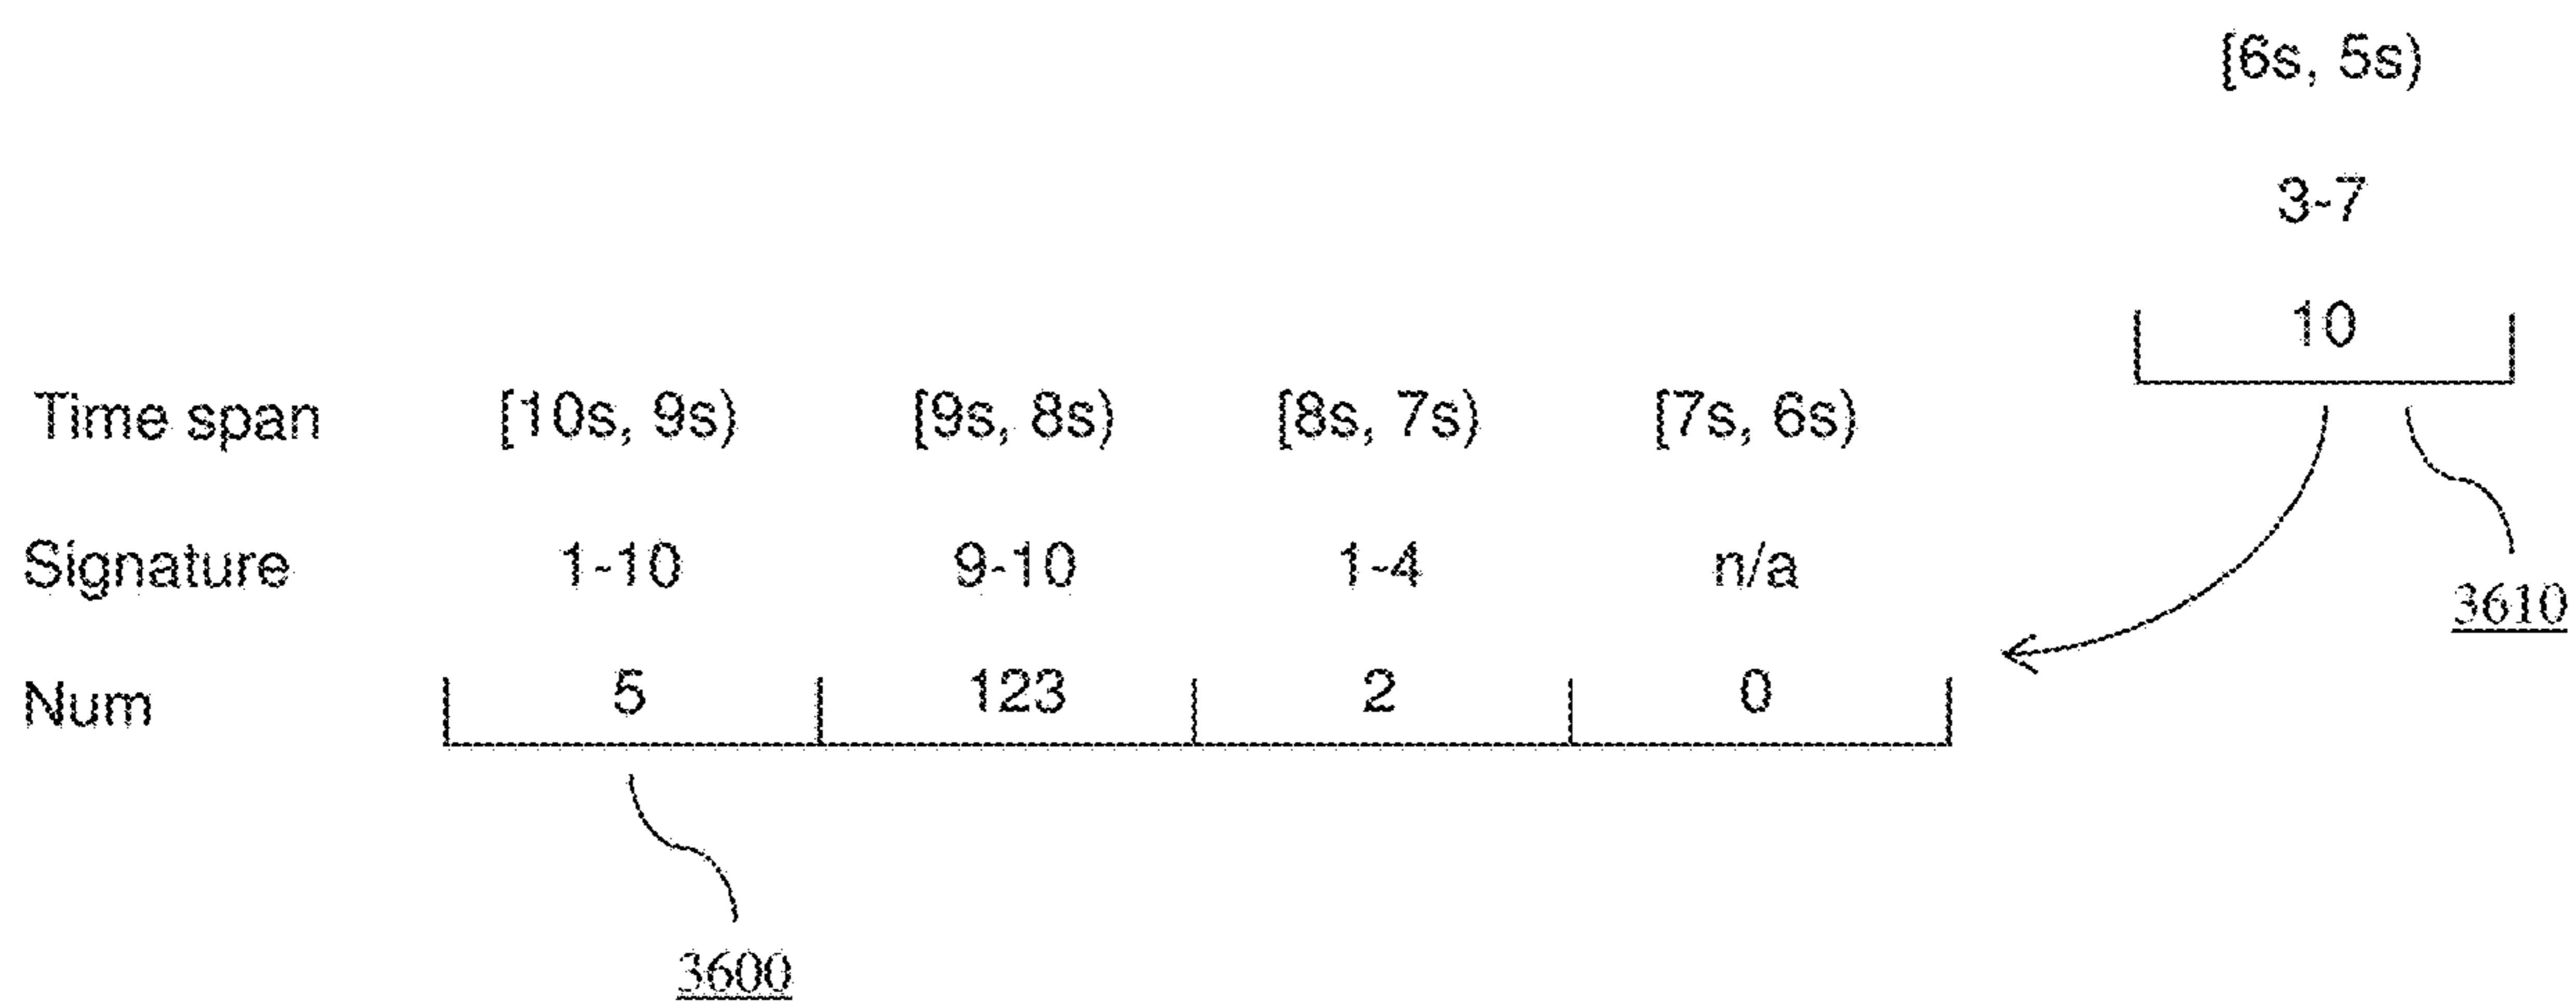 [6s, 5s)
3-7
10
Time span [10s, 9s) [9s, 8s) [8s, 7s) [7s, 6s)
Signature 1-10 9-10 1-4 n/a
3610
Num 5 123 2 0
3600